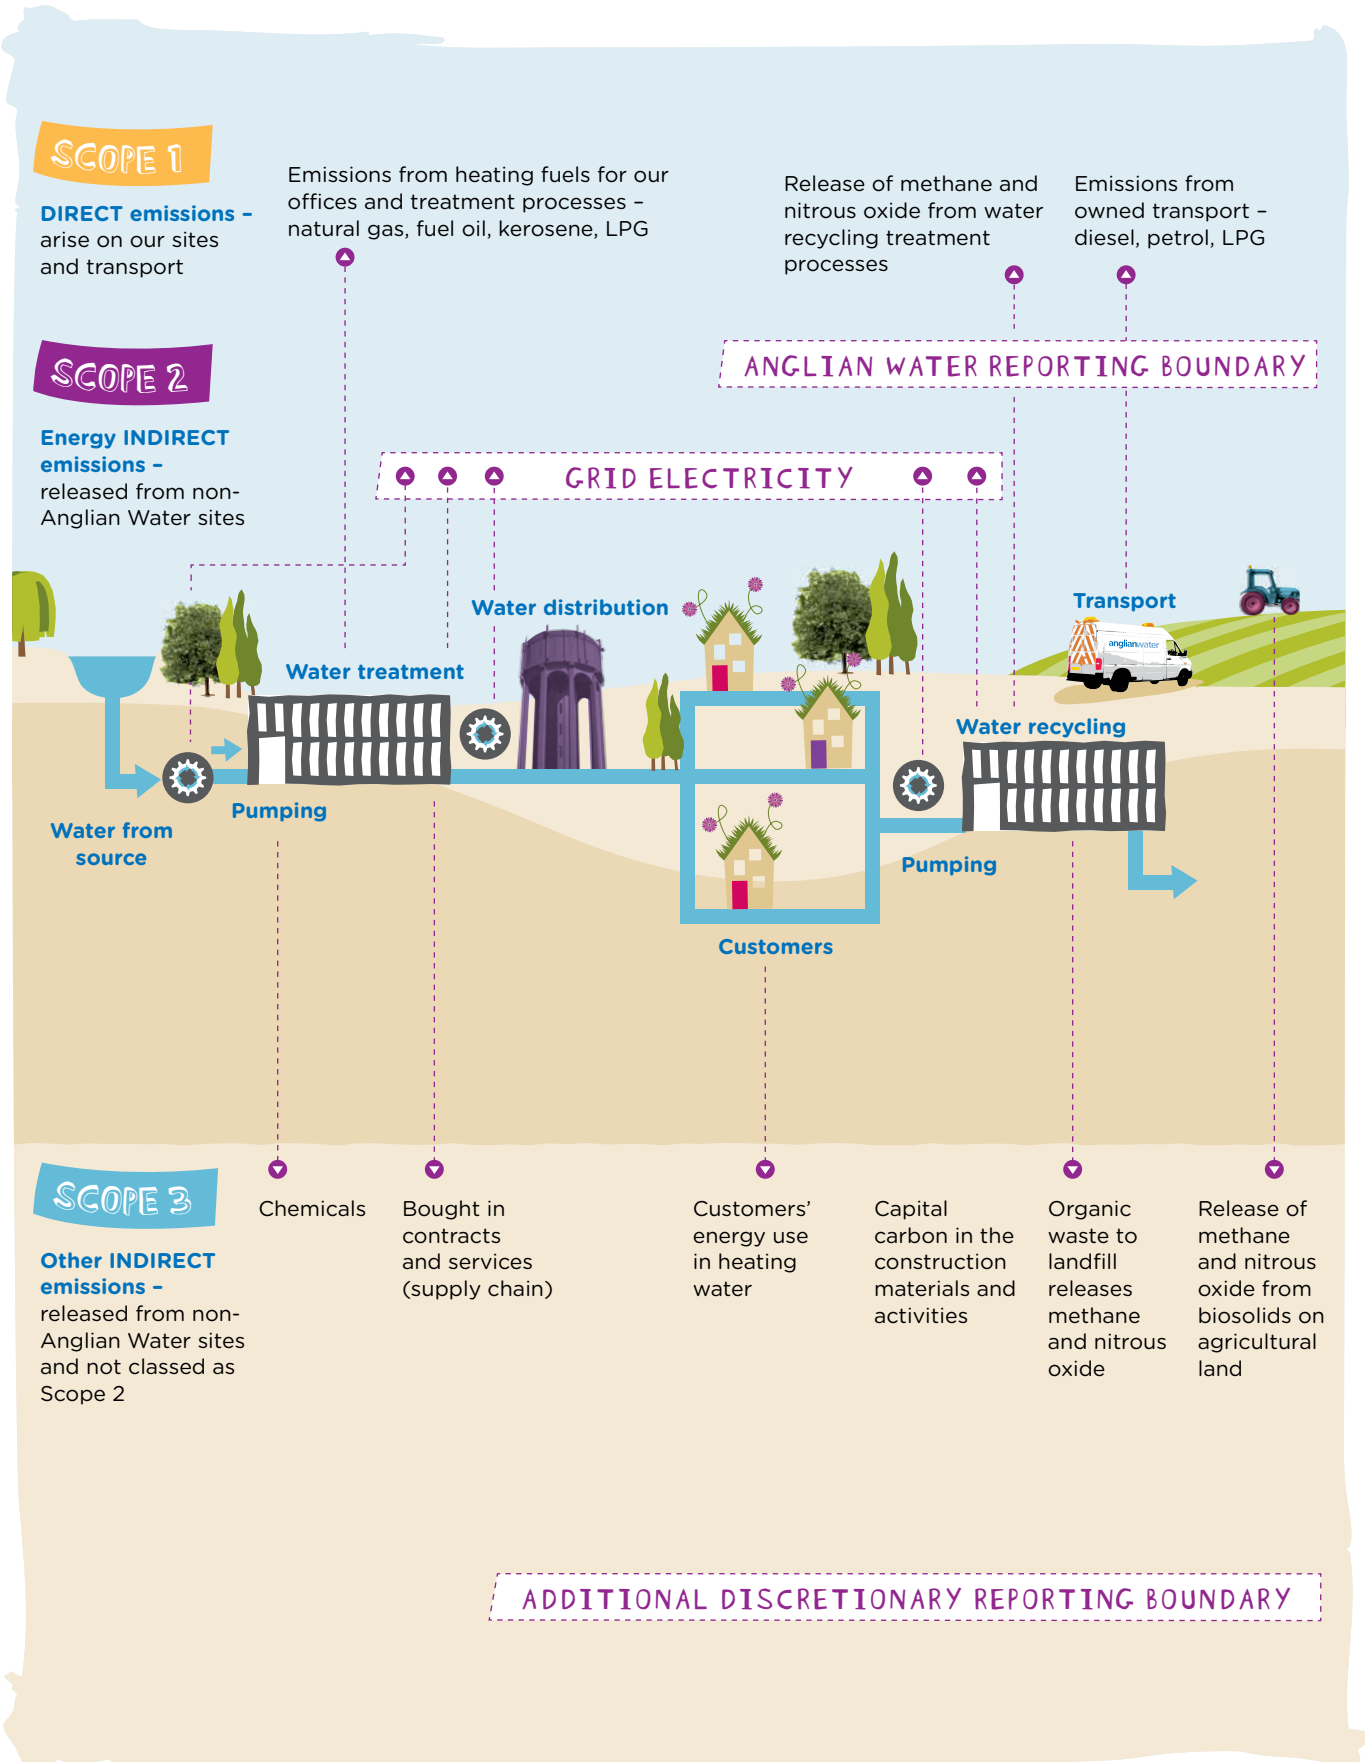 SCOPE 1
DIRECT emissions –
arise on our sites
and transport
Emissions from heating fuels for our
offices and treatment processes –
natural gas, fuel oil, kerosene, LPG
Release of methane and
nitrous oxide from water
recycling treatment
processes
Emissions from
owned transport –
diesel, petrol, LPG
ANGLIAN WATER REPORTING BOUNDARY
SCOPE 2
Energy INDIRECT
emissions –
released from non-
Anglian Water sites
GRID ELECTRICITY
Water distribution
Transport
anglianwater
Water treatment
Water recycling
Pumping
Water from
source
Pumping
Customers
SCOPE 3
Other INDIRECT
emissions –
released from non-
Anglian Water sites
and not classed as
Scope 2
Chemicals
Bought in
contracts
and services
(supply chain)
Customers'
energy use
in heating
water
Capital
carbon in the
construction
materials and
activities
Organic
waste to
landfill
releases
methane
and nitrous
oxide
Release of
methane
and nitrous
oxide from
biosolids on
agricultural
land
ADDITIONAL DISCRETIONARY REPORTING BOUNDARY